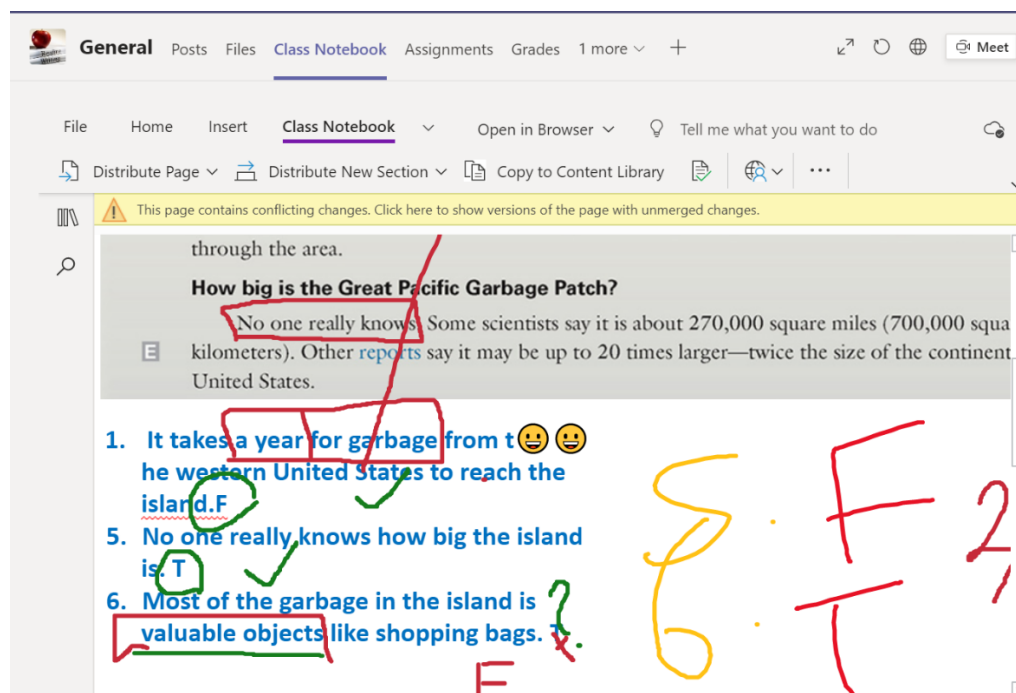 General Posts Files Class Notebook Assignments Grades 1 more Meet
File Home Insert Class Notebook Open in Browser Tell me what you want to do
Distribute Page Distribute New Section Copy to Content Library ...
This page contains conflicting changes. Click here to show versions of the page with unmerged changes.
through the area.
How big is the Great Pacific Garbage Patch?
No one really knows. Some scientists say it is about 270,000 square miles (700,000 squa
E kilometers). Other reports say it may be up to 20 times larger—twice the size of the continent
United States.
1. It takes a year for garbage from t😀😀
he western United States to reach the
island.F
5. No one really knows how big the island
is. T
6. Most of the garbage in the island is ?
valuable objects like shopping bags. T
F
5. F
6. T
2